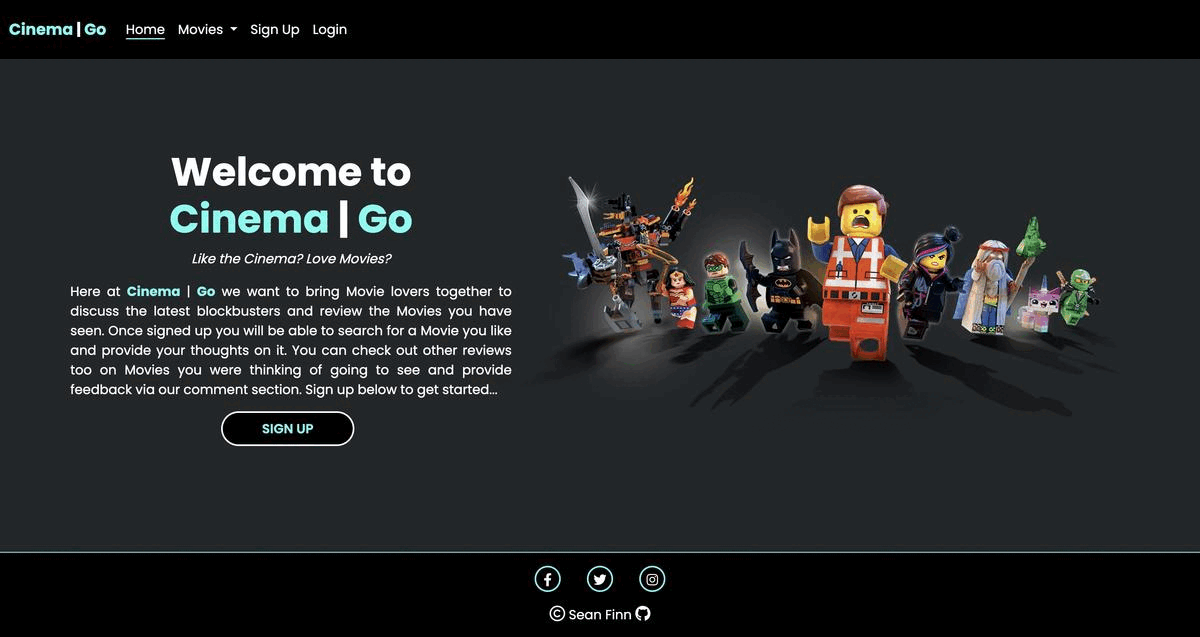 Cinema | Go Home Movies Sign Up Login
Welcome to
Cinema | Go
Like the Cinema? Love Movies?
Here at Cinema | Go we want to bring Movie lovers together to
discuss the latest blockbusters and review the Movies you have
seen. Once signed up you will be able to search for a Movie you like
and provide your thoughts on it. You can check out other reviews
too on Movies you were thinking of going to see and provide
feedback via our comment section. Sign up below to get started...
SIGN UP
© Sean Finn